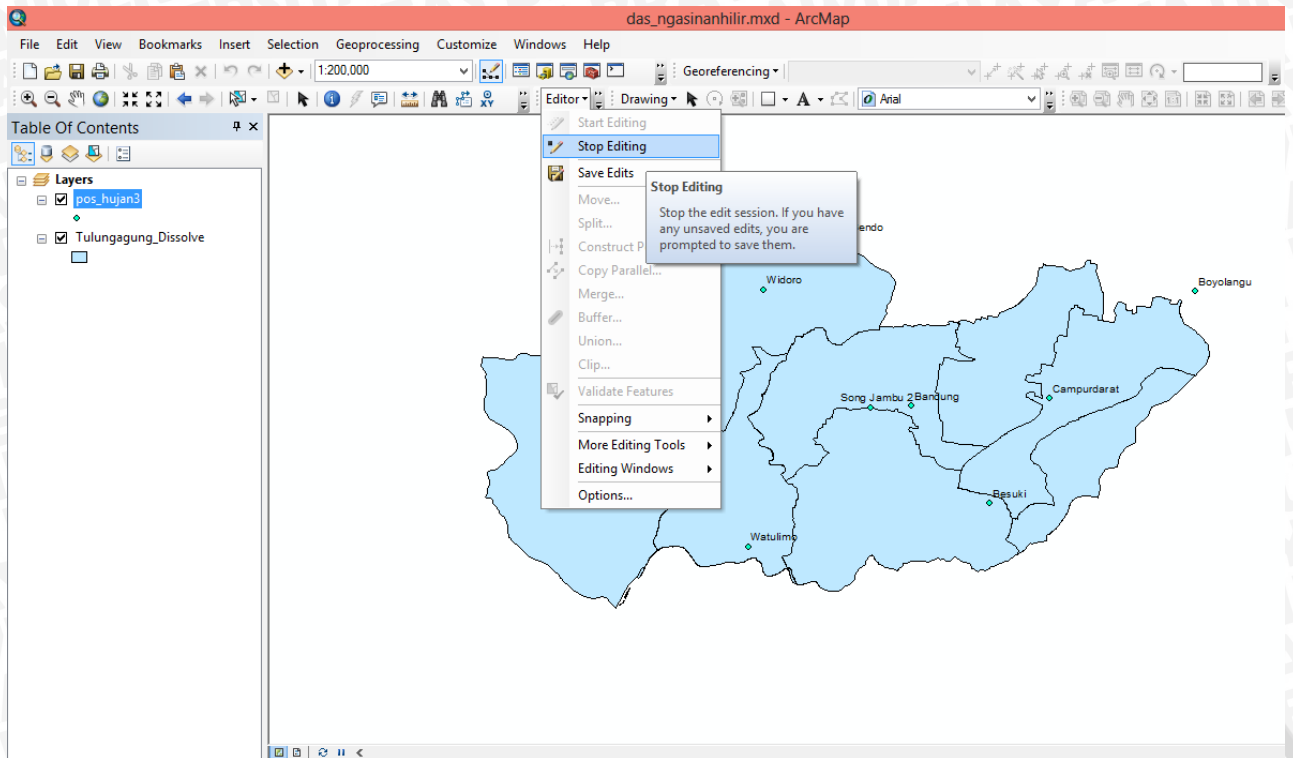 das_ngasinanhilir.mxd - ArcMap
File Edit View Bookmarks Insert Selection Geoprocessing Customize Windows Help
1:200,000
Georeferencing
Editor
Drawing
A
Arial
Table Of Contents
Layers
pos_hujan3
Tulungagung_Dissolve
Start Editing
Stop Editing
Save Edits
Move...
Split...
Construct P
Copy Parallel...
Merge...
Buffer...
Union...
Clip...
Validate Features
Snapping
More Editing Tools
Editing Windows
Options...
Stop Editing
Stop the edit session. If you have
any unsaved edits, you are
prompted to save them.
endo
Widoro
Boyolangu
Song Jambu 2
Bandung
Campurdarat
Besuki
Watulimo